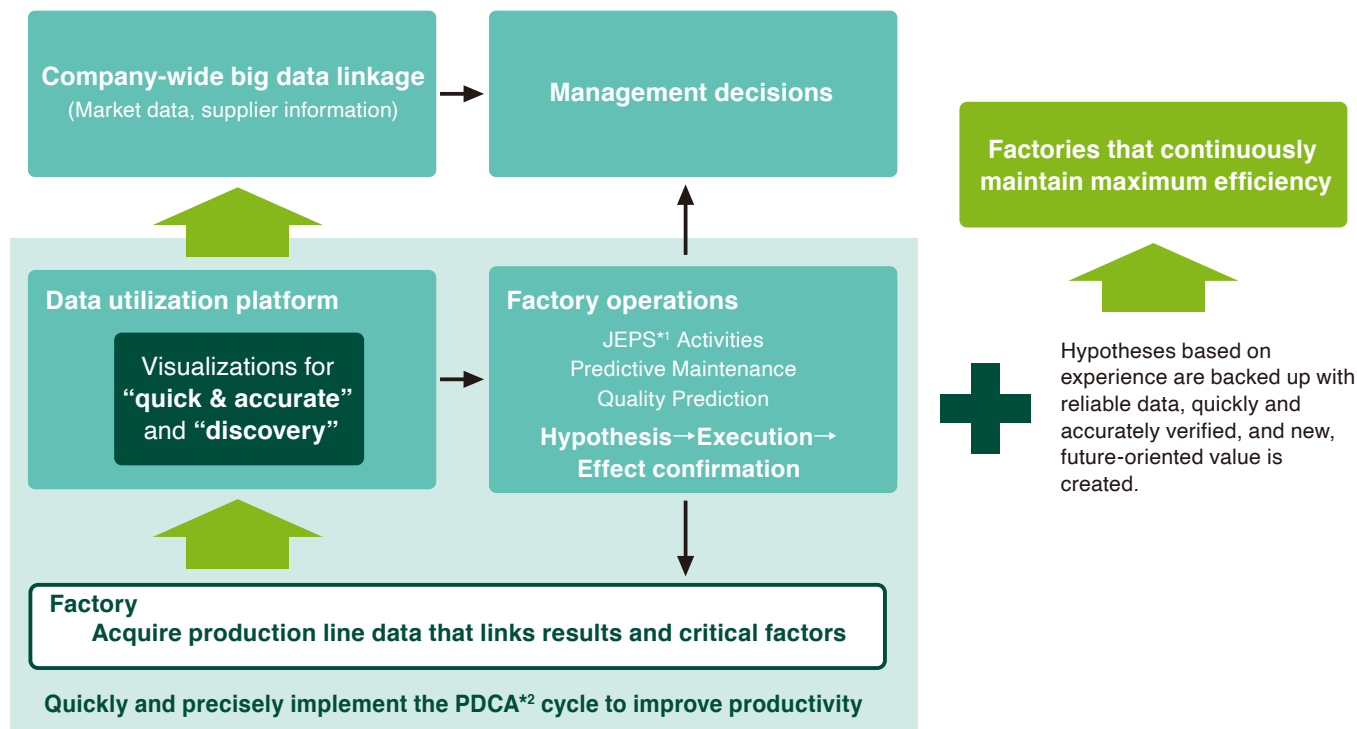 Company-wide big data linkage
(Market data, supplier information)
Management decisions
Factories that continuously
maintain maximum efficiency
Data utilization platform
Visualizations for
“quick & accurate”
and “discovery”
Factory operations
JEPS*1 Activities
Predictive Maintenance
Quality Prediction
Hypothesis→Execution→
Effect confirmation
Hypotheses based on
experience are backed up with
reliable data, quickly and
accurately verified, and new,
future-oriented value is
created.
Factory
Acquire production line data that links results and critical factors
Quickly and precisely implement the PDCA*2 cycle to improve productivity